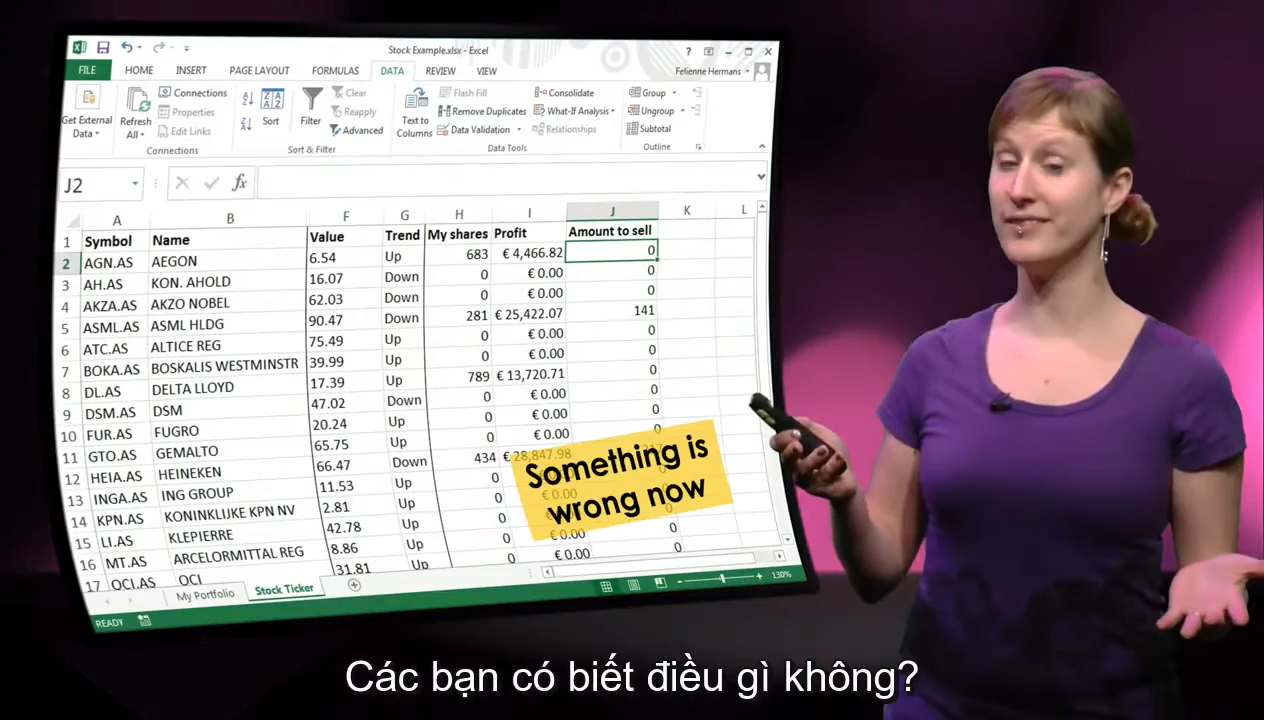 Stock Example.xlsx - Excel
FILE HOME INSERT PAGE LAYOUT FORMULAS DATA REVIEW VIEW Felienne Hermans
Get External Data
Refresh All
Connections
Properties
Edit Links
Connections
Sort
Filter
Clear
Reapply
Advanced
Sort & Filter
Text to Columns
Flash Fill
Remove Duplicates
Data Validation
Consolidate
What-If Analysis
Relationships
Data Tools
Group
Ungroup
Subtotal
Outline
J2 fx
A B F G H I J K L
1 Symbol Name Value Trend My shares Profit Amount to sell
2 AGN.AS AEGON 6.54 Up 683 € 4,466.82 0
3 AH.AS KON. AHOLD 16.07 Down 0 € 0.00 0
4 AKZA.AS AKZO NOBEL 62.03 Down 0 € 0.00 0
5 ASML.AS ASML HLDG 90.47 Down 281 € 25,422.07 141
6 ATC.AS ALTICE REG 75.49 Up 0 € 0.00 0
7 BOKA.AS BOSKALIS WESTMINSTR 39.99 Up 0 € 0.00 0
8 DL.AS DELTA LLOYD 17.39 Up 789 € 13,720.71 0
9 DSM.AS DSM 47.02 Down 0 € 0.00 0
10 FUR.AS FUGRO 20.24 Up 0 € 0.00 0
11 GTO.AS GEMALTO 65.75 Up 0 € 0.00 0
12 HEIA.AS HEINEKEN 66.47 Down 434 € 28,847.98
13 INGA.AS ING GROUP 11.53 Up 0
14 KPN.AS KONINKLIJKE KPN NV 2.81 Up 0 € 0.00
15 LI.AS KLEPIERRE 42.78 Up 0
16 MT.AS ARCELORMITTAL REG 8.86 Up 0 € 0.00 0
17 OCI.AS OCI 31.81 Up 0 € 0.00 0
Something is
wrong now
My Portfolio Stock Ticker
READY 130%
Các bạn có biết điều gì không?